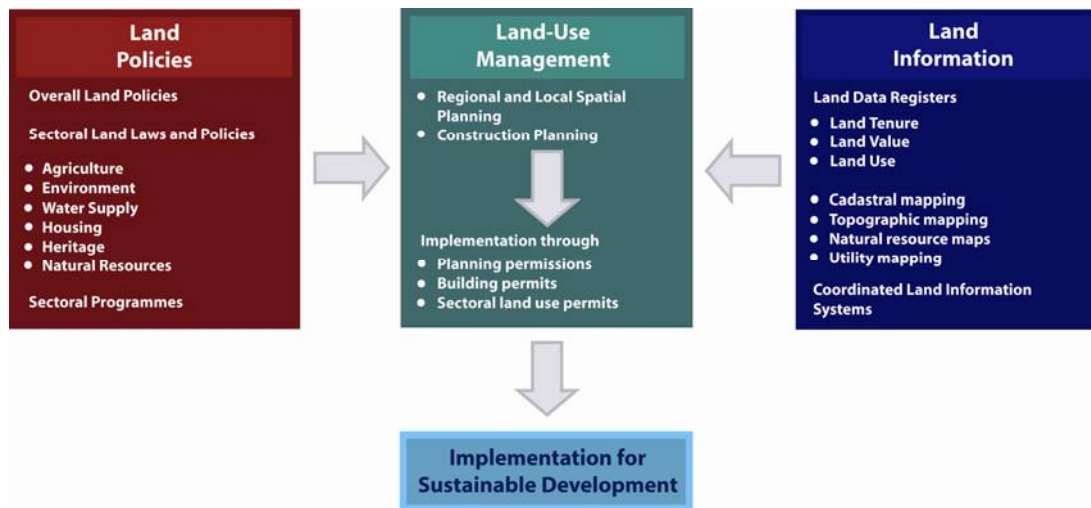 Land
Policies
Overall Land Policies
Sectoral Land Laws and Policies
• Agriculture
• Environment
• Water Supply
• Housing
• Heritage
• Natural Resources
Sectoral Programmes
Land-Use
Management
• Regional and Local Spatial
Planning
• Construction Planning
Implementation through
• Planning permissions
• Building permits
• Sectoral land use permits
Land
Information
Land Data Registers
• Land Tenure
• Land Value
• Land Use
• Cadastral mapping
• Topographic mapping
• Natural resource maps
• Utility mapping
Coordinated Land Information
Systems
Implementation for
Sustainable Development